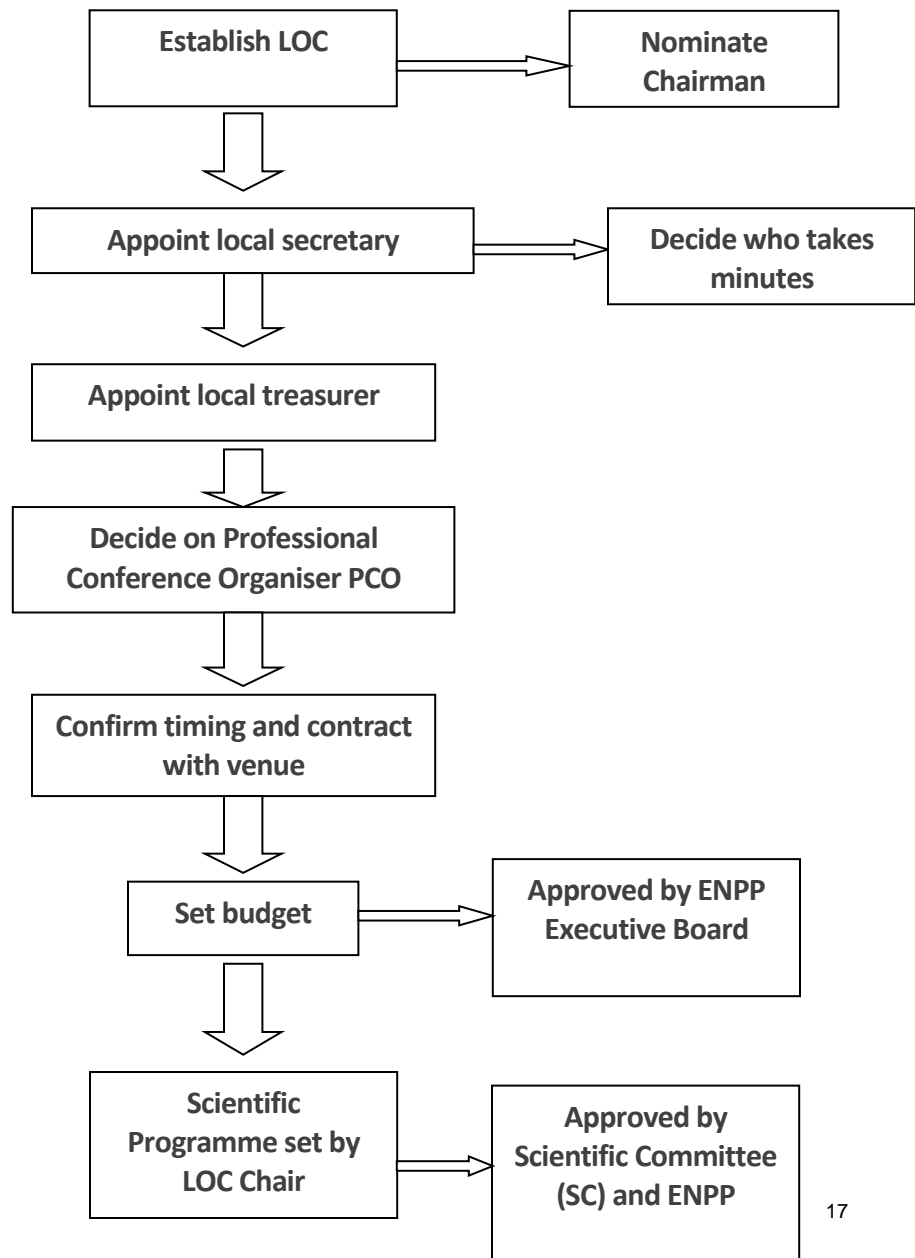 Establish LOC
Nominate
Chairman
Appoint local secretary
Decide who takes
minutes
Appoint local treasurer
Decide on Professional
Conference Organiser PCO
Confirm timing and contract
with venue
Set budget
Approved by ENPP
Executive Board
Scientific
Programme set by
LOC Chair
Approved by
Scientific Committee
(SC) and ENPP
17